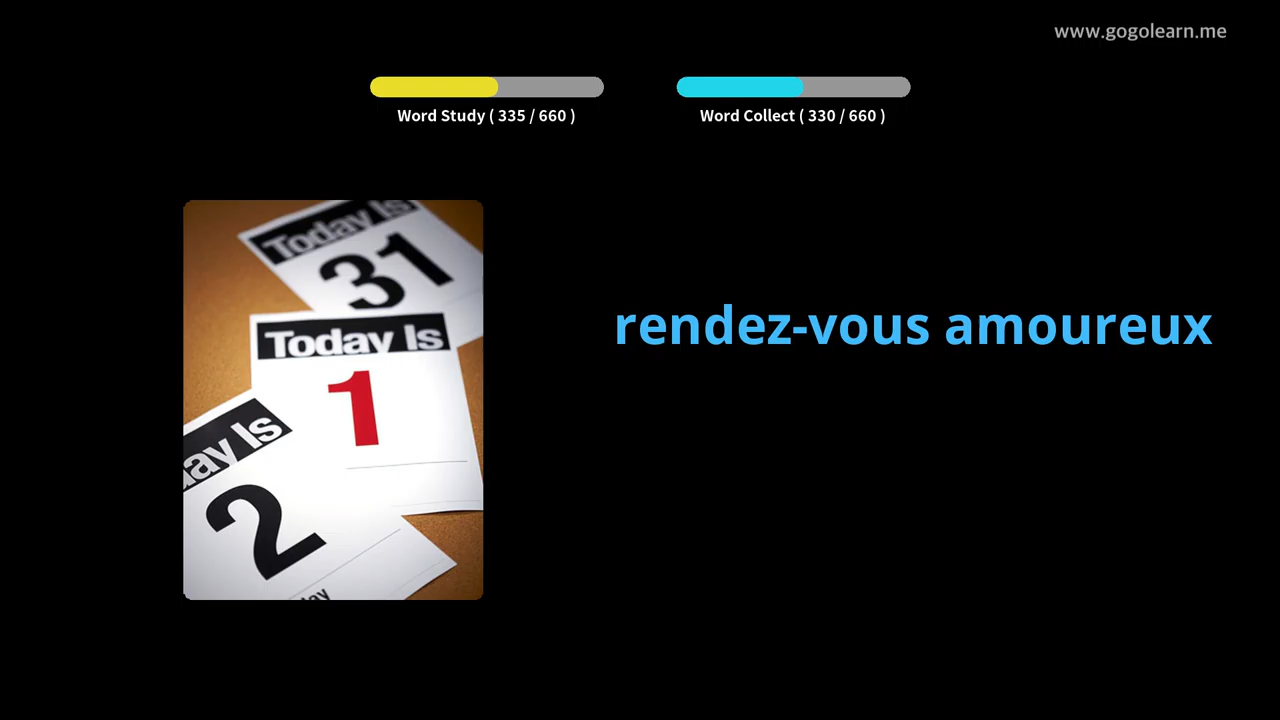 www.gogolearn.me
Word Study ( 335 / 660 )
Word Collect ( 330 / 660 )
Today Is
31
Today Is
1
rendez-vous amoureux
ay Is
2